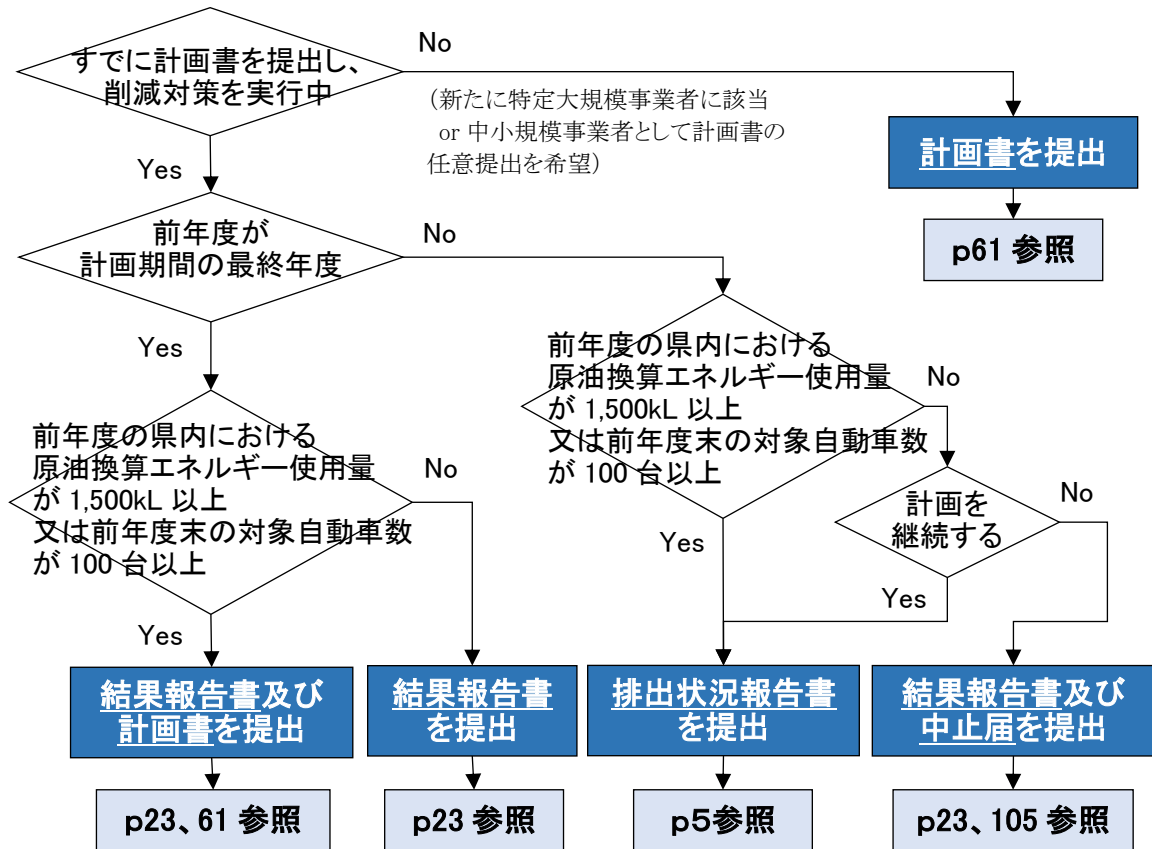 すでに計画書を提出し、
削減対策を実行中
No
（新たに特定大規模事業者に該当
or 中小規模事業者として計画書の
任意提出を希望）
計画書を提出
p61 参照
Yes
前年度が
計画期間の最終年度
No
Yes
前年度の県内における
原油換算エネルギー使用量
が 1,500kL 以上
又は前年度末の対象自動車数
が 100 台以上
No
計画を
継続する
No
Yes
Yes
前年度の県内における
原油換算エネルギー使用量
が 1,500kL 以上
又は前年度末の対象自動車数
が 100 台以上
No
Yes
結果報告書及び
計画書を提出
結果報告書
を提出
排出状況報告書
を提出
結果報告書及び
中止届を提出
p23、61 参照
p23 参照
p５参照
p23、105 参照